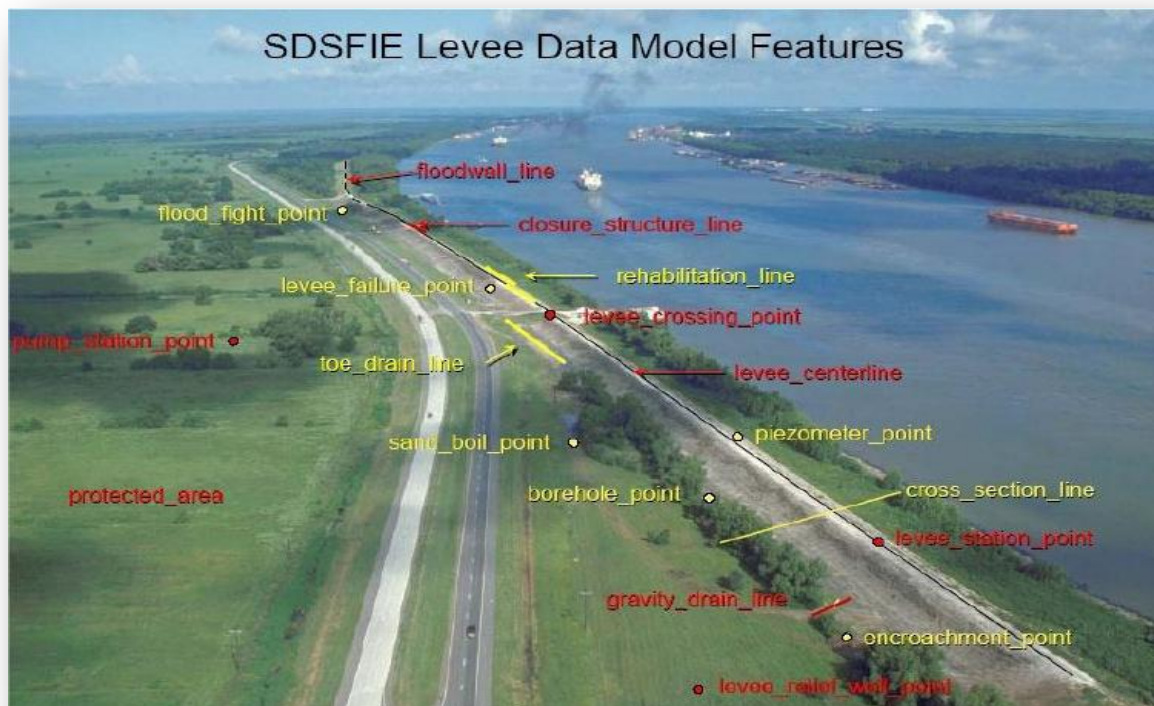 SDSFIE Levee Data Model Features
floodwall_line
flood_fight_point
closure_structure_line
rehabilitation_line
levee_failure_point
levee_crossing_point
pump_station_point
toe_drain_line
levee_centerline
piezometer_point
sand_boil_point
cross_section_line
borehole_point
protected_area
levee_station_point
gravity_drain_line
encroachment_point
levee_relief_well_point